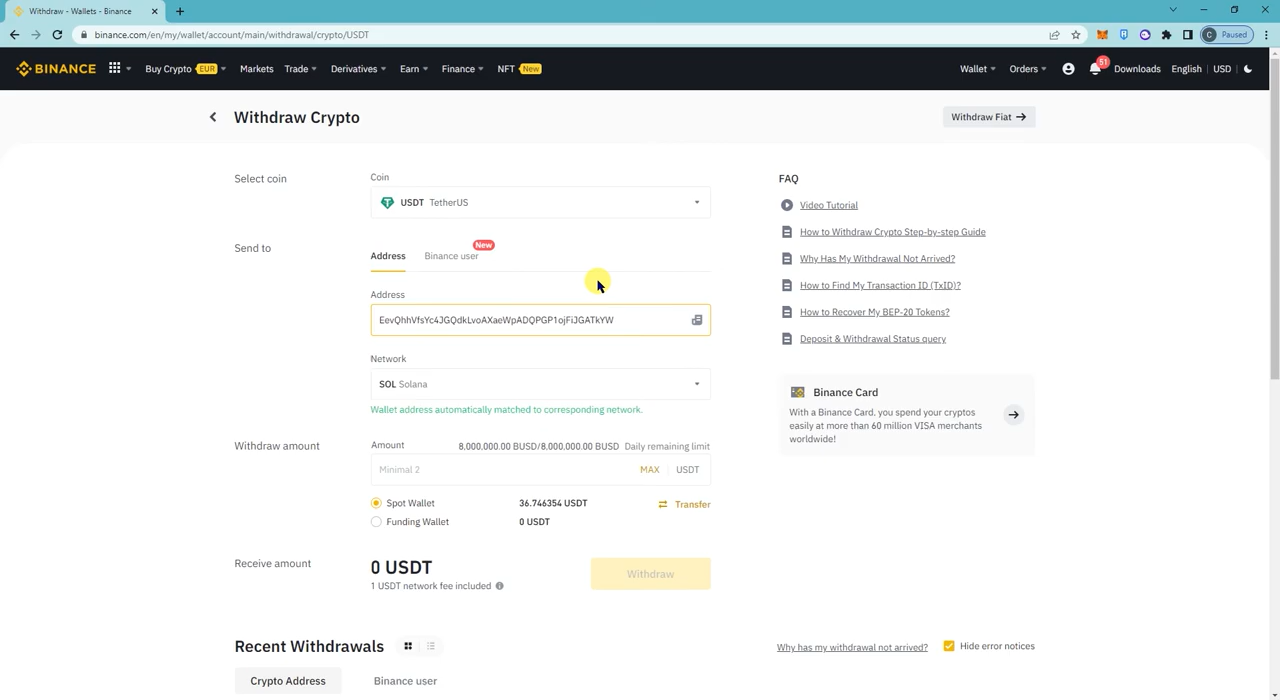 Withdraw - Wallets - Binance
binance.com/en/my/wallet/account/main/withdrawal/crypto/USDT
C Paused
BINANCE Buy Crypto EUR Markets Trade Derivatives Earn Finance NFT New Wallet Orders 51 Downloads English USD
Withdraw Crypto
Withdraw Fiat
Select coin
Coin
USDT TetherUS
Send to
Address Binance user New
Address
EevQhhVfsYc4JGQdkLvoAXaeWpADQPGP1ojFiJGATkYW
Network
SOL Solana
Wallet address automatically matched to corresponding network.
Withdraw amount
Amount 8,000,000.00 BUSD/8,000,000.00 BUSD Daily remaining limit
Minimal 2 MAX USDT
Spot Wallet 36.746354 USDT Transfer
Funding Wallet 0 USDT
Receive amount
0 USDT
1 USDT network fee included
Withdraw
FAQ
Video Tutorial
How to Withdraw Crypto Step-by-step Guide
Why Has My Withdrawal Not Arrived?
How to Find My Transaction ID (TxID)?
How to Recover My BEP-20 Tokens?
Deposit & Withdrawal Status query
Binance Card
With a Binance Card, you spend your cryptos
easily at more than 60 million VISA merchants
worldwide!
Recent Withdrawals
Why has my withdrawal not arrived? Hide error notices
Crypto Address Binance user